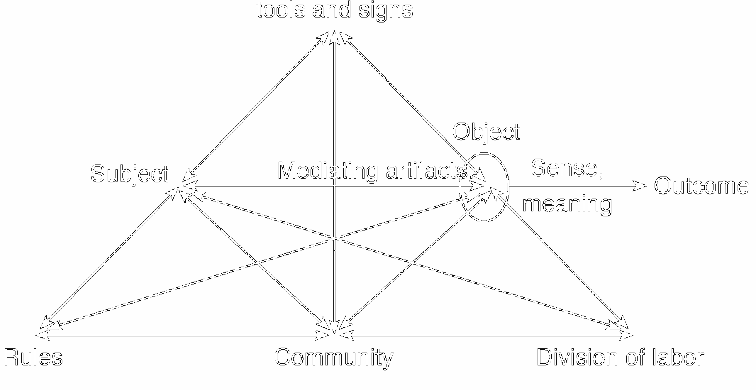 tools and signs
Object
Subject
Mediating artifacts
Sense,
meaning
Outcome
Rules
Community
Division of labor